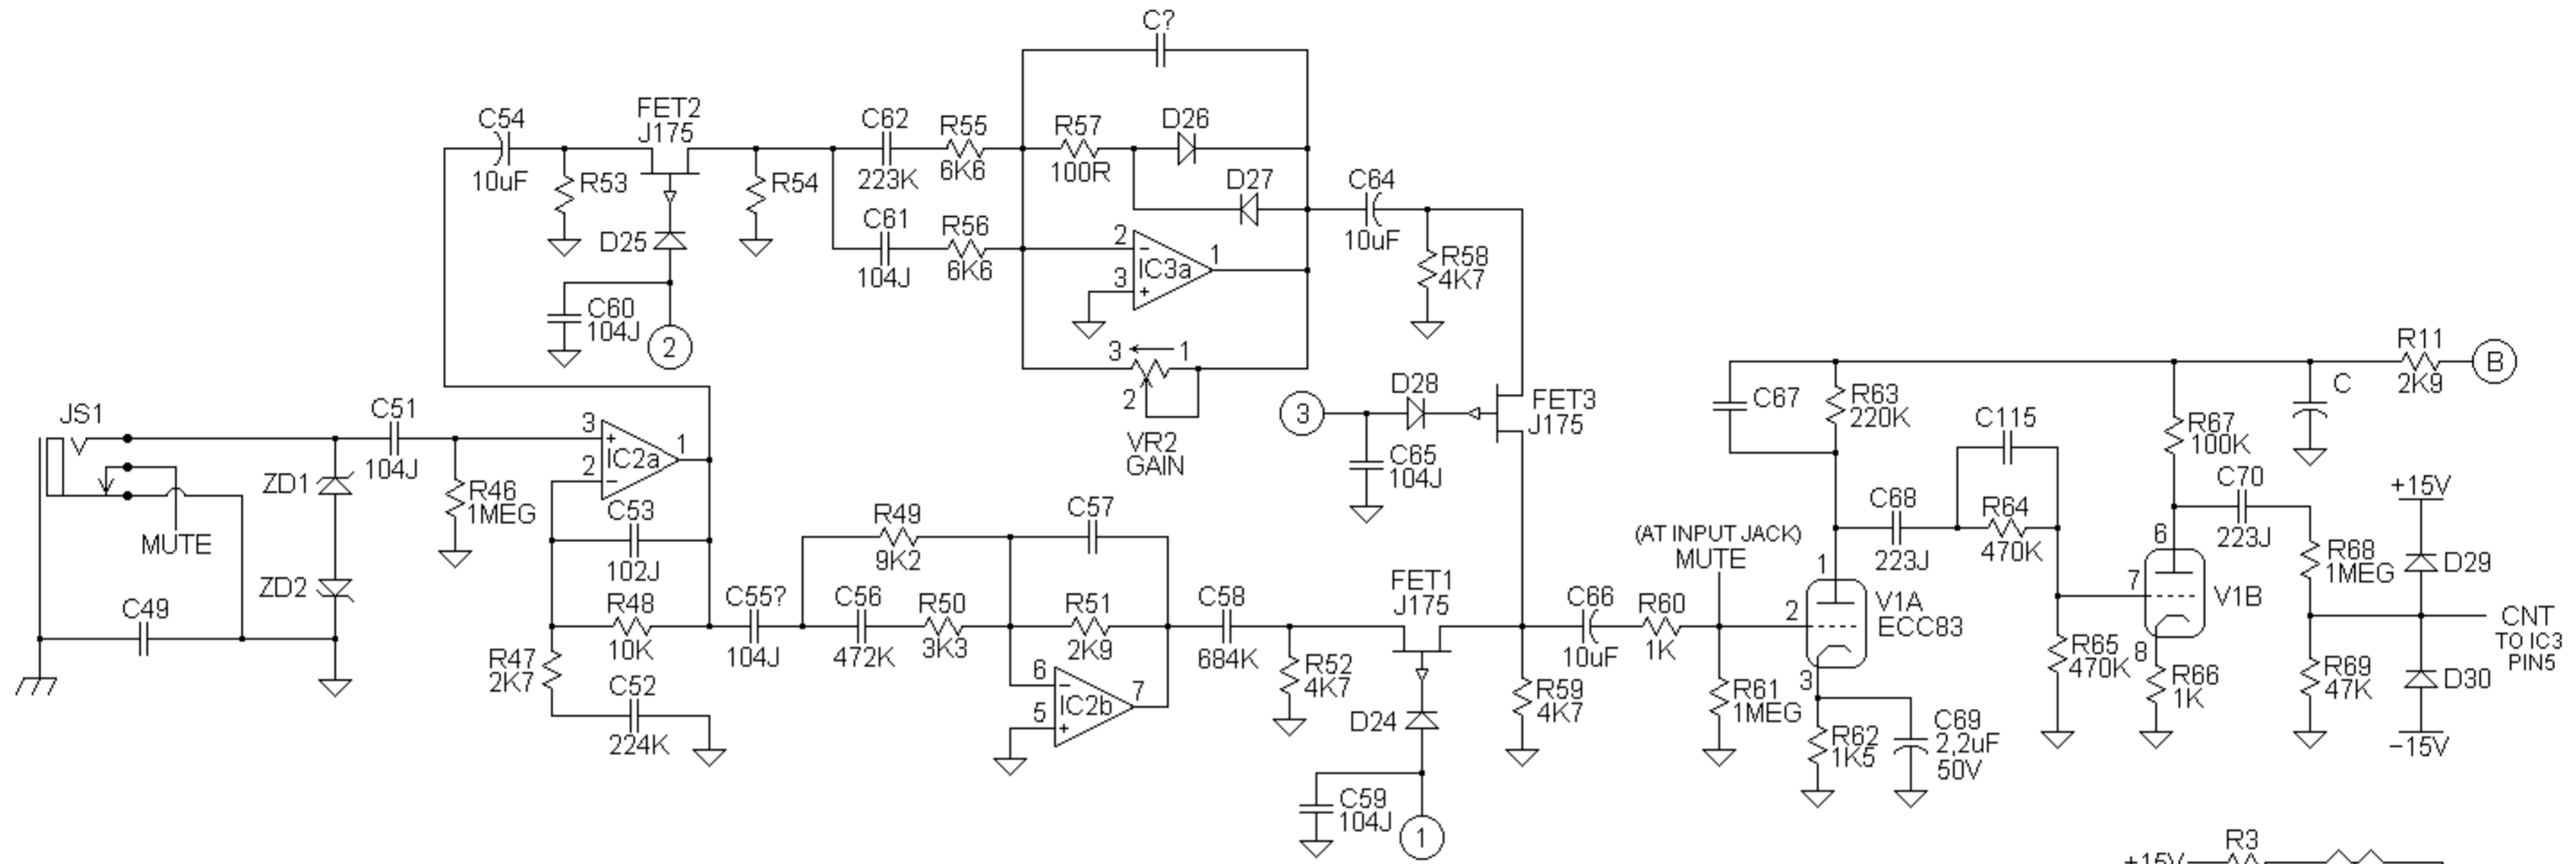 C?
C54
10uF
R53
FET2
J175
D25
C60
104J
2
R54
C62
223K
R55
6K6
C61
104J
R56
6K6
R57
100R
D26
D27
2
3
1
IC3a
-
+
3
1
2
VR2
GAIN
C64
10uF
R58
4K7
3
D28
C65
104J
FET3
J175
JS1
MUTE
C49
ZD1
ZD2
C51
104J
R46
1MEG
3
2
1
+
-
IC2a
C53
102J
R48
10K
R47
2K7
C52
224K
C55?
104J
R49
9K2
C56
472K
R50
3K3
C57
R51
2K9
6
5
7
-
+
IC2b
C58
684K
R52
4K7
FET1
J175
D24
C59
104J
1
R59
4K7
C66
10uF
R60
1K
(AT INPUT JACK)
MUTE
R61
1MEG
2
1
3
V1A
ECC83
R62
1K5
C69
2,2uF
50V
C67
R63
220K
C68
223J
C115
R64
470K
R65
470K
R67
100K
6
7
8
V1B
R66
1K
C70
223J
C
R11
2K9
B
R68
1MEG
R69
47K
+15V
D29
D30
-15V
CNT
TO IC3
PIN5
R3
+15V